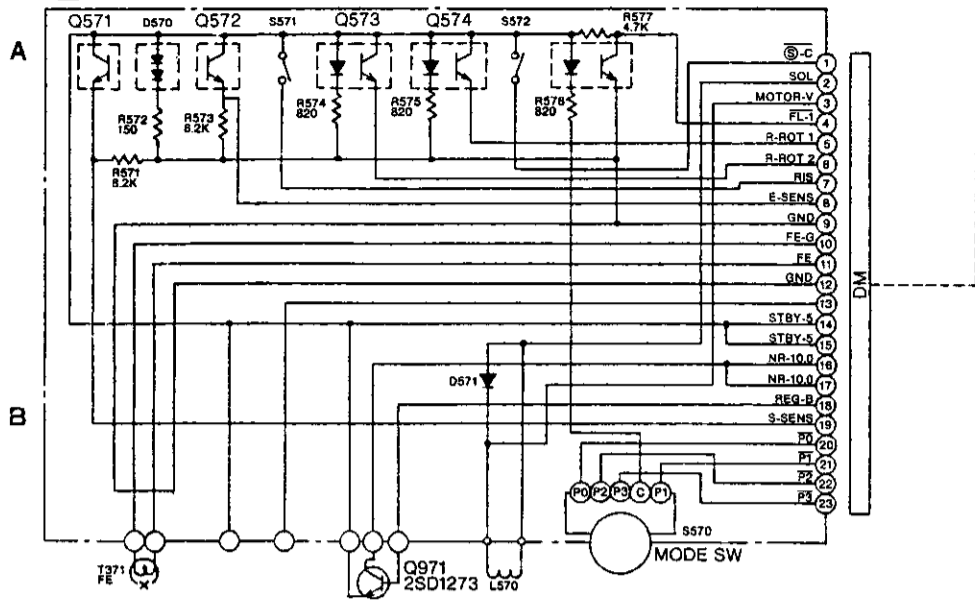 Q571 D570 Q572 S571 Q573 Q574 S572 R577
4.7K
A
R572
150
R573
8.2K
R574
820
R575
820
R578
820
R571
8.2K
Ⓢ-C 1
SOL 2
MOTOR-V 3
FL-1 4
R-ROT 1 5
R-ROT 2 6
RIS 7
E-SENS 8
GND 9
FE-G 10
FE 11
GND 12
13
STBY-5 14
STBY-5 15
NR-10.0 16
NR-10.0 17
REG-B 18
S-SENS 19
P0 20
P1 21
P2 22
P3 23
DM
B
D571
P0 P2 P3 C P1
S570
MODE SW
T371
FE
Q971
2SD1273
L570